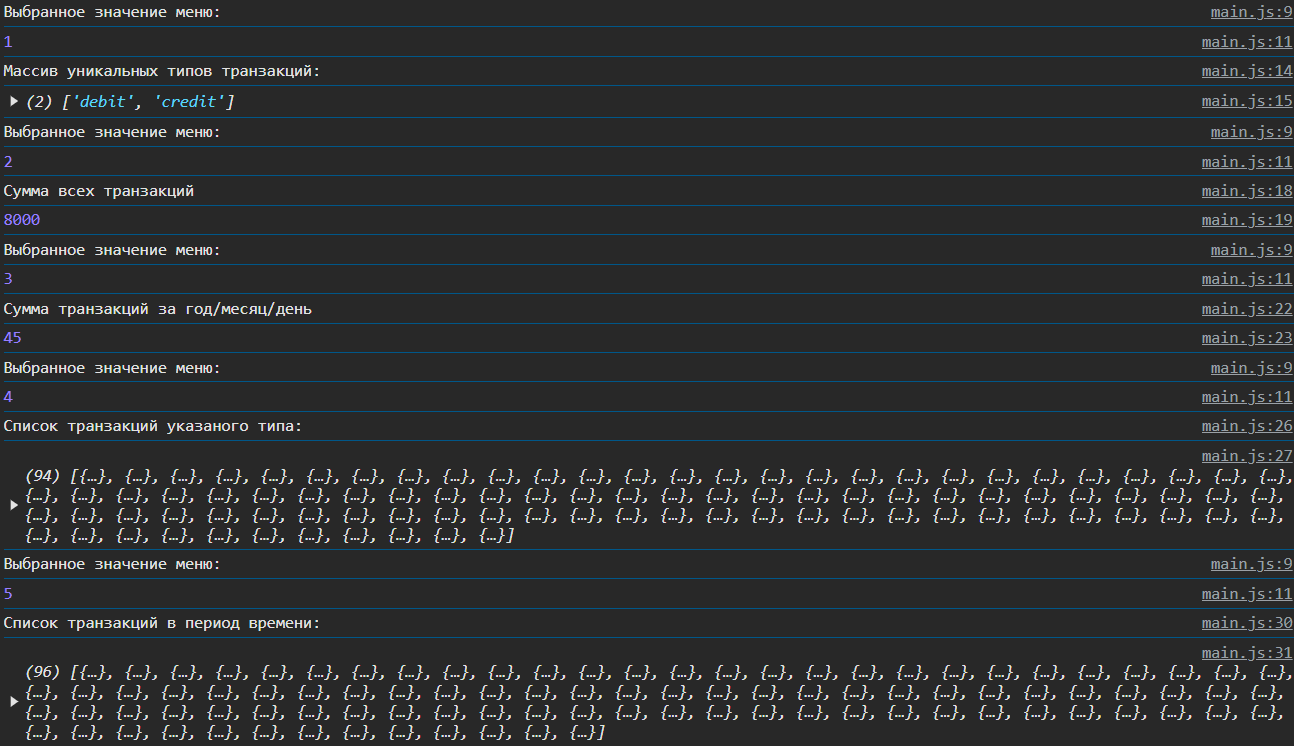 Выбранное значение меню: main.js:9
1 main.js:11
Массив уникальных типов транзакций: main.js:14
(2) ['debit', 'credit'] main.js:15
Выбранное значение меню: main.js:9
2 main.js:11
Сумма всех транзакций main.js:18
8000 main.js:19
Выбранное значение меню: main.js:9
3 main.js:11
Сумма транзакций за год/месяц/день main.js:22
45 main.js:23
Выбранное значение меню: main.js:9
4 main.js:11
Список транзакций указаного типа: main.js:26
main.js:27
(94) [{…}, {…}, {…}, {…}, {…}, {…}, {…}, {…}, {…}, {…}, {…}, {…}, {…}, {…}, {…}, {…}, {…}, {…}, {…}, {…}, {…}, {…}, {…}, {…}, {…}, {…}, {…},
{…}, {…}, {…}, {…}, {…}, {…}, {…}, {…}, {…}, {…}, {…}, {…}, {…}, {…}, {…}, {…}, {…}, {…}, {…}, {…}, {…}, {…}, {…}, {…}, {…}, {…}, {…}, {…},
{…}, {…}, {…}, {…}, {…}, {…}, {…}, {…}, {…}, {…}, {…}, {…}, {…}, {…}, {…}, {…}, {…}, {…}, {…}, {…}, {…}, {…}, {…}, {…}, {…}, {…}, {…}, {…},
{…}, {…}, {…}, {…}, {…}, {…}, {…}, {…}, {…}, {…}, {…}]
Выбранное значение меню: main.js:9
5 main.js:11
Список транзакций в период времени: main.js:30
main.js:31
(96) [{…}, {…}, {…}, {…}, {…}, {…}, {…}, {…}, {…}, {…}, {…}, {…}, {…}, {…}, {…}, {…}, {…}, {…}, {…}, {…}, {…}, {…}, {…}, {…}, {…}, {…}, {…},
{…}, {…}, {…}, {…}, {…}, {…}, {…}, {…}, {…}, {…}, {…}, {…}, {…}, {…}, {…}, {…}, {…}, {…}, {…}, {…}, {…}, {…}, {…}, {…}, {…}, {…}, {…}, {…},
{…}, {…}, {…}, {…}, {…}, {…}, {…}, {…}, {…}, {…}, {…}, {…}, {…}, {…}, {…}, {…}, {…}, {…}, {…}, {…}, {…}, {…}, {…}, {…}, {…}, {…}, {…}, {…},
{…}, {…}, {…}, {…}, {…}, {…}, {…}, {…}, {…}, {…}, {…}, {…}, {…}]